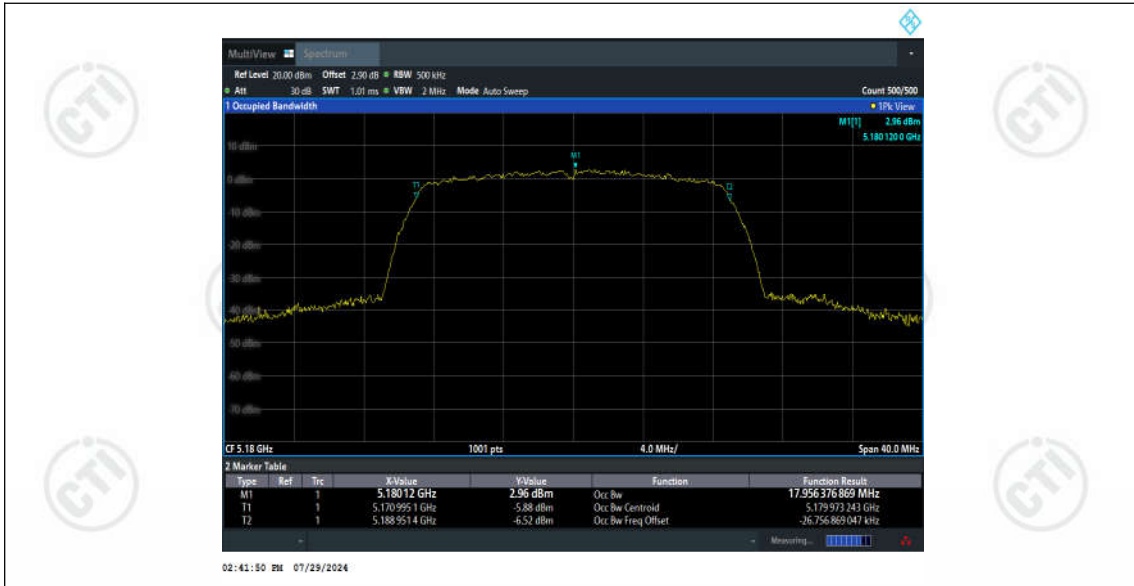 MultiView Spectrum
Ref Level 20.00 dBm Offset 2.90 dB RBW 500 kHz
Att 30 dB SWT 1.01 ms VBW 2 MHz Mode Auto Sweep Count 500/500
1 Occupied Bandwidth 1Pk View
M1[1] 2.96 dBm
5.180 120 0 GHz
10 dBm
M1
0 dBm
T1 T2
-10 dBm
-20 dBm
-30 dBm
-40 dBm
-50 dBm
-60 dBm
-70 dBm
CF 5.18 GHz 1001 pts 4.0 MHz/ Span 40.0 MHz
2 Marker Table
Type Ref Trc X-Value Y-Value Function Function Result
M1 1 5.18012 GHz 2.96 dBm Occ Bw 17.956 376 869 MHz
T1 1 5.170 995 1 GHz -5.88 dBm Occ Bw Centroid 5.179 973 243 GHz
T2 1 5.188 951 4 GHz -6.52 dBm Occ Bw Freq Offset -26.756 869 047 kHz
Measuring...
02:41:50 PM 07/29/2024
CTI
CTI
CTI
CTI